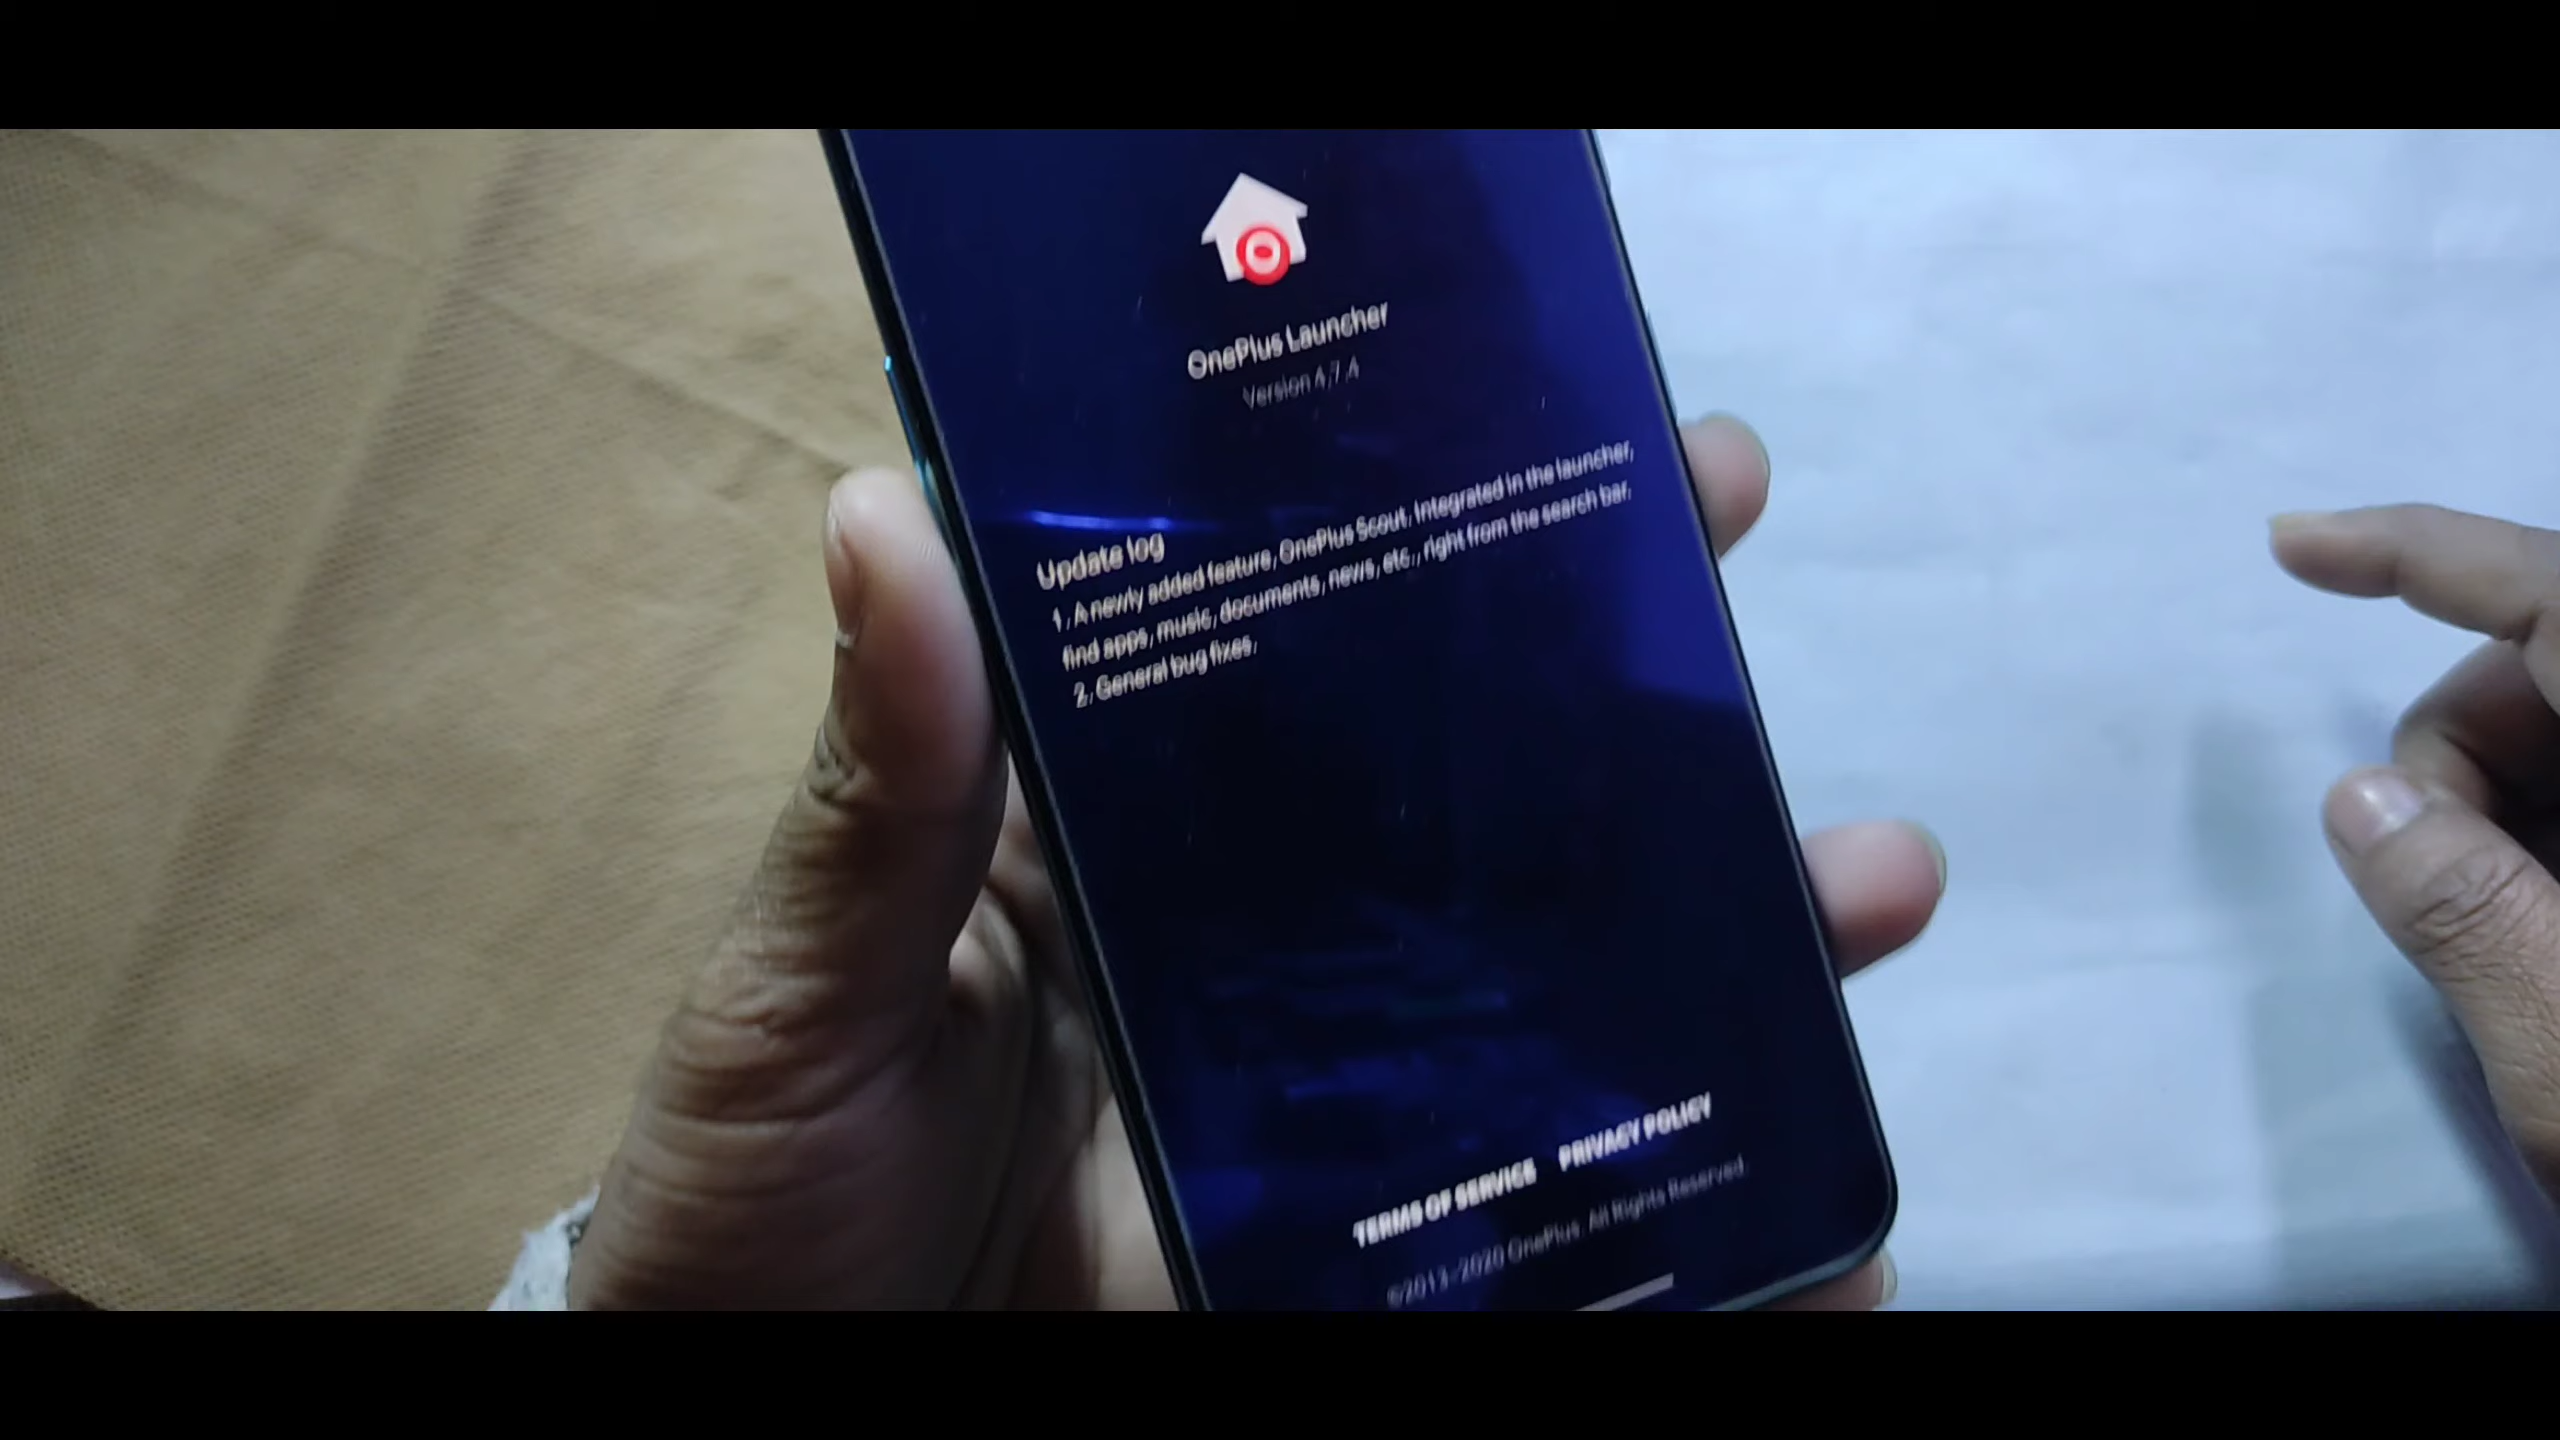 OnePlus Launcher
Version 4.7.4
Update log
1. A newly added feature, OnePlus Scout. Integrated in the launcher,
find apps, music, documents, news, etc., right from the search bar.
2. General bug fixes.
TERMS OF SERVICE PRIVACY POLICY
©2013-2020 OnePlus. All Rights Reserved.